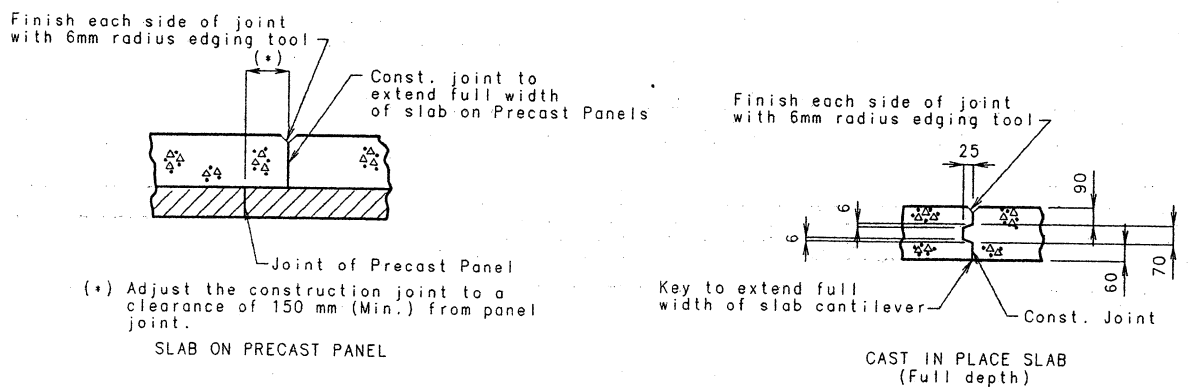 Finish each side of joint
with 6mm radius edging tool
(*)
Const. joint to
extend full width
of slab on Precast Panels
Joint of Precast Panel
(*) Adjust the construction joint to a
clearance of 150 mm (Min.) from panel
joint.
SLAB ON PRECAST PANEL
Finish each side of joint
with 6mm radius edging tool
25
90
6
6
70
60
Key to extend full
width of slab cantilever
Const. Joint
CAST IN PLACE SLAB
(Full depth)